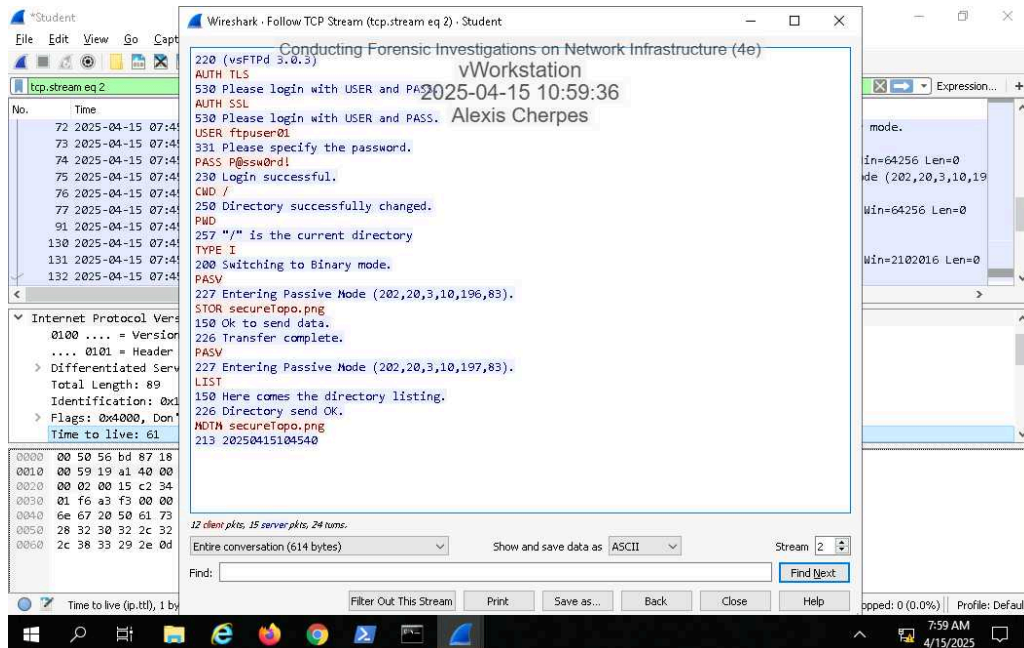 *Student
File Edit View Go Capt
tcp.stream eq 2
Expression...
+
No. Time
72 2025-04-15 07:4
73 2025-04-15 07:4
74 2025-04-15 07:4
75 2025-04-15 07:4
76 2025-04-15 07:4
77 2025-04-15 07:4
91 2025-04-15 07:4
130 2025-04-15 07:4
131 2025-04-15 07:4
132 2025-04-15 07:4
mode.
in=64256 Len=0
de (202,20,3,10,19
Win=64256 Len=0
Win=2102016 Len=0
Internet Protocol Vers
0100 .... = Version
.... 0101 = Header
Differentiated Serv
Total Length: 89
Identification: 0x1
Flags: 0x4000, Don'
Time to live: 61
0000 00 50 56 bd 87 18
0010 00 59 19 a1 40 00
0020 00 02 00 15 c2 34
0030 01 f6 a3 f3 00 00
0040 6e 67 20 50 61 73
0050 28 32 30 32 2c 32
0060 2c 38 33 29 2e 0d
Time to live (ip.ttl), 1 by
opped: 0 (0.0%)
Profile: Defaul
Wireshark · Follow TCP Stream (tcp.stream eq 2) · Student
Conducting Forensic Investigations on Network Infrastructure (4e)
vWorkstation
2025-04-15 10:59:36
Alexis Cherpes
220 (vsFTPd 3.0.3)
AUTH TLS
530 Please login with USER and PASS.
AUTH SSL
530 Please login with USER and PASS.
USER ftpuser01
331 Please specify the password.
PASS P@ssw0rd!
230 Login successful.
CWD /
250 Directory successfully changed.
PWD
257 "/" is the current directory
TYPE I
200 Switching to Binary mode.
PASV
227 Entering Passive Mode (202,20,3,10,196,83).
STOR secureTopo.png
150 Ok to send data.
226 Transfer complete.
PASV
227 Entering Passive Mode (202,20,3,10,197,83).
LIST
150 Here comes the directory listing.
226 Directory send OK.
MDTM secureTopo.png
213 20250415104540
12 client pkts, 15 server pkts, 24 turns.
Entire conversation (614 bytes)
Show and save data as ASCII
Stream 2
Find:
Find Next
Filter Out This Stream
Print
Save as...
Back
Close
Help
7:59 AM
4/15/2025